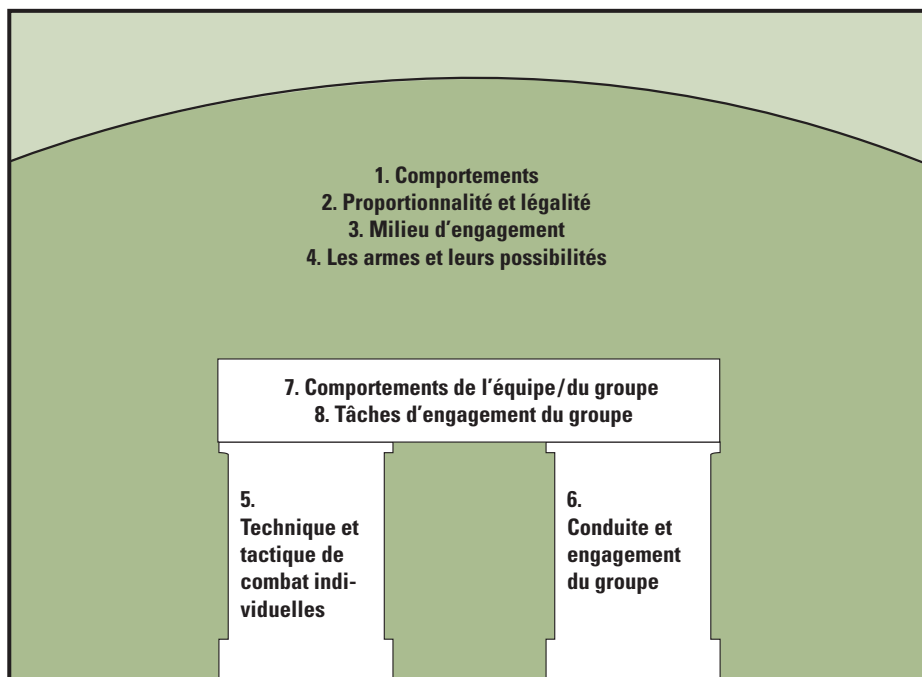 1. Comportements
2. Proportionnalité et légalité
3. Milieu d’engagement
4. Les armes et leurs possibilités
7. Comportements de l’équipe/du groupe
8. Tâches d’engagement du groupe
5.
Technique et
tactique de
combat indi-
viduelles
6.
Conduite et
engagement
du groupe